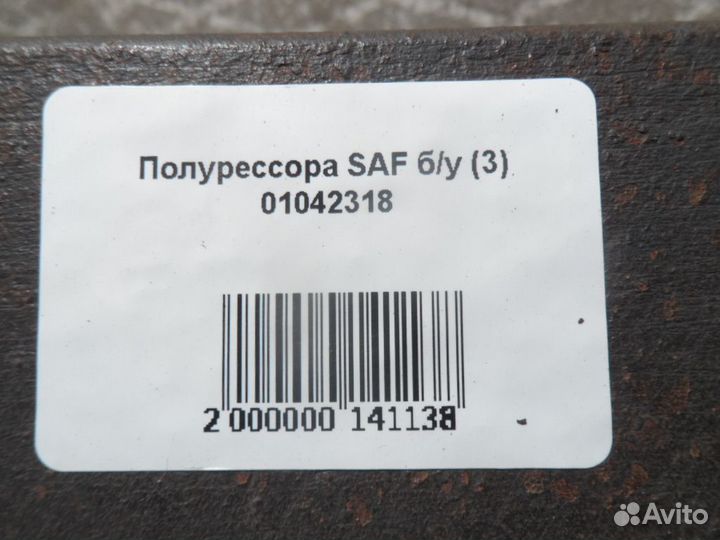 Полурессора SAF б/у (3)
01042318
2 000000 141138
Avito